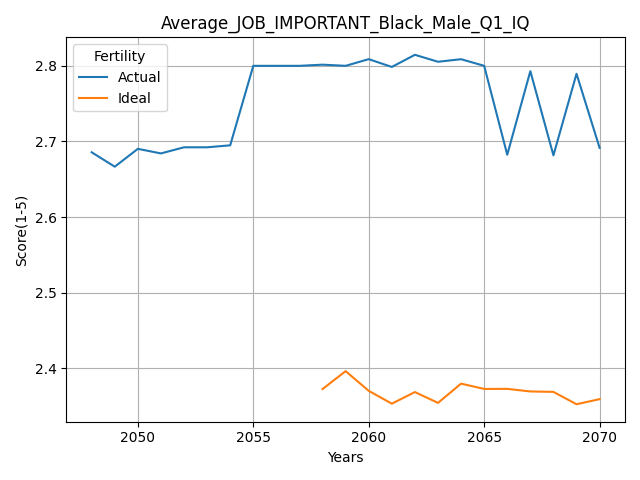 Average_JOB_IMPORTANT_Black_Male_Q1_IQ
Fertility
Actual
Ideal
Score(1-5)
2.8
2.7
2.6
2.5
2.4
2050 2055 2060 2065 2070
Years